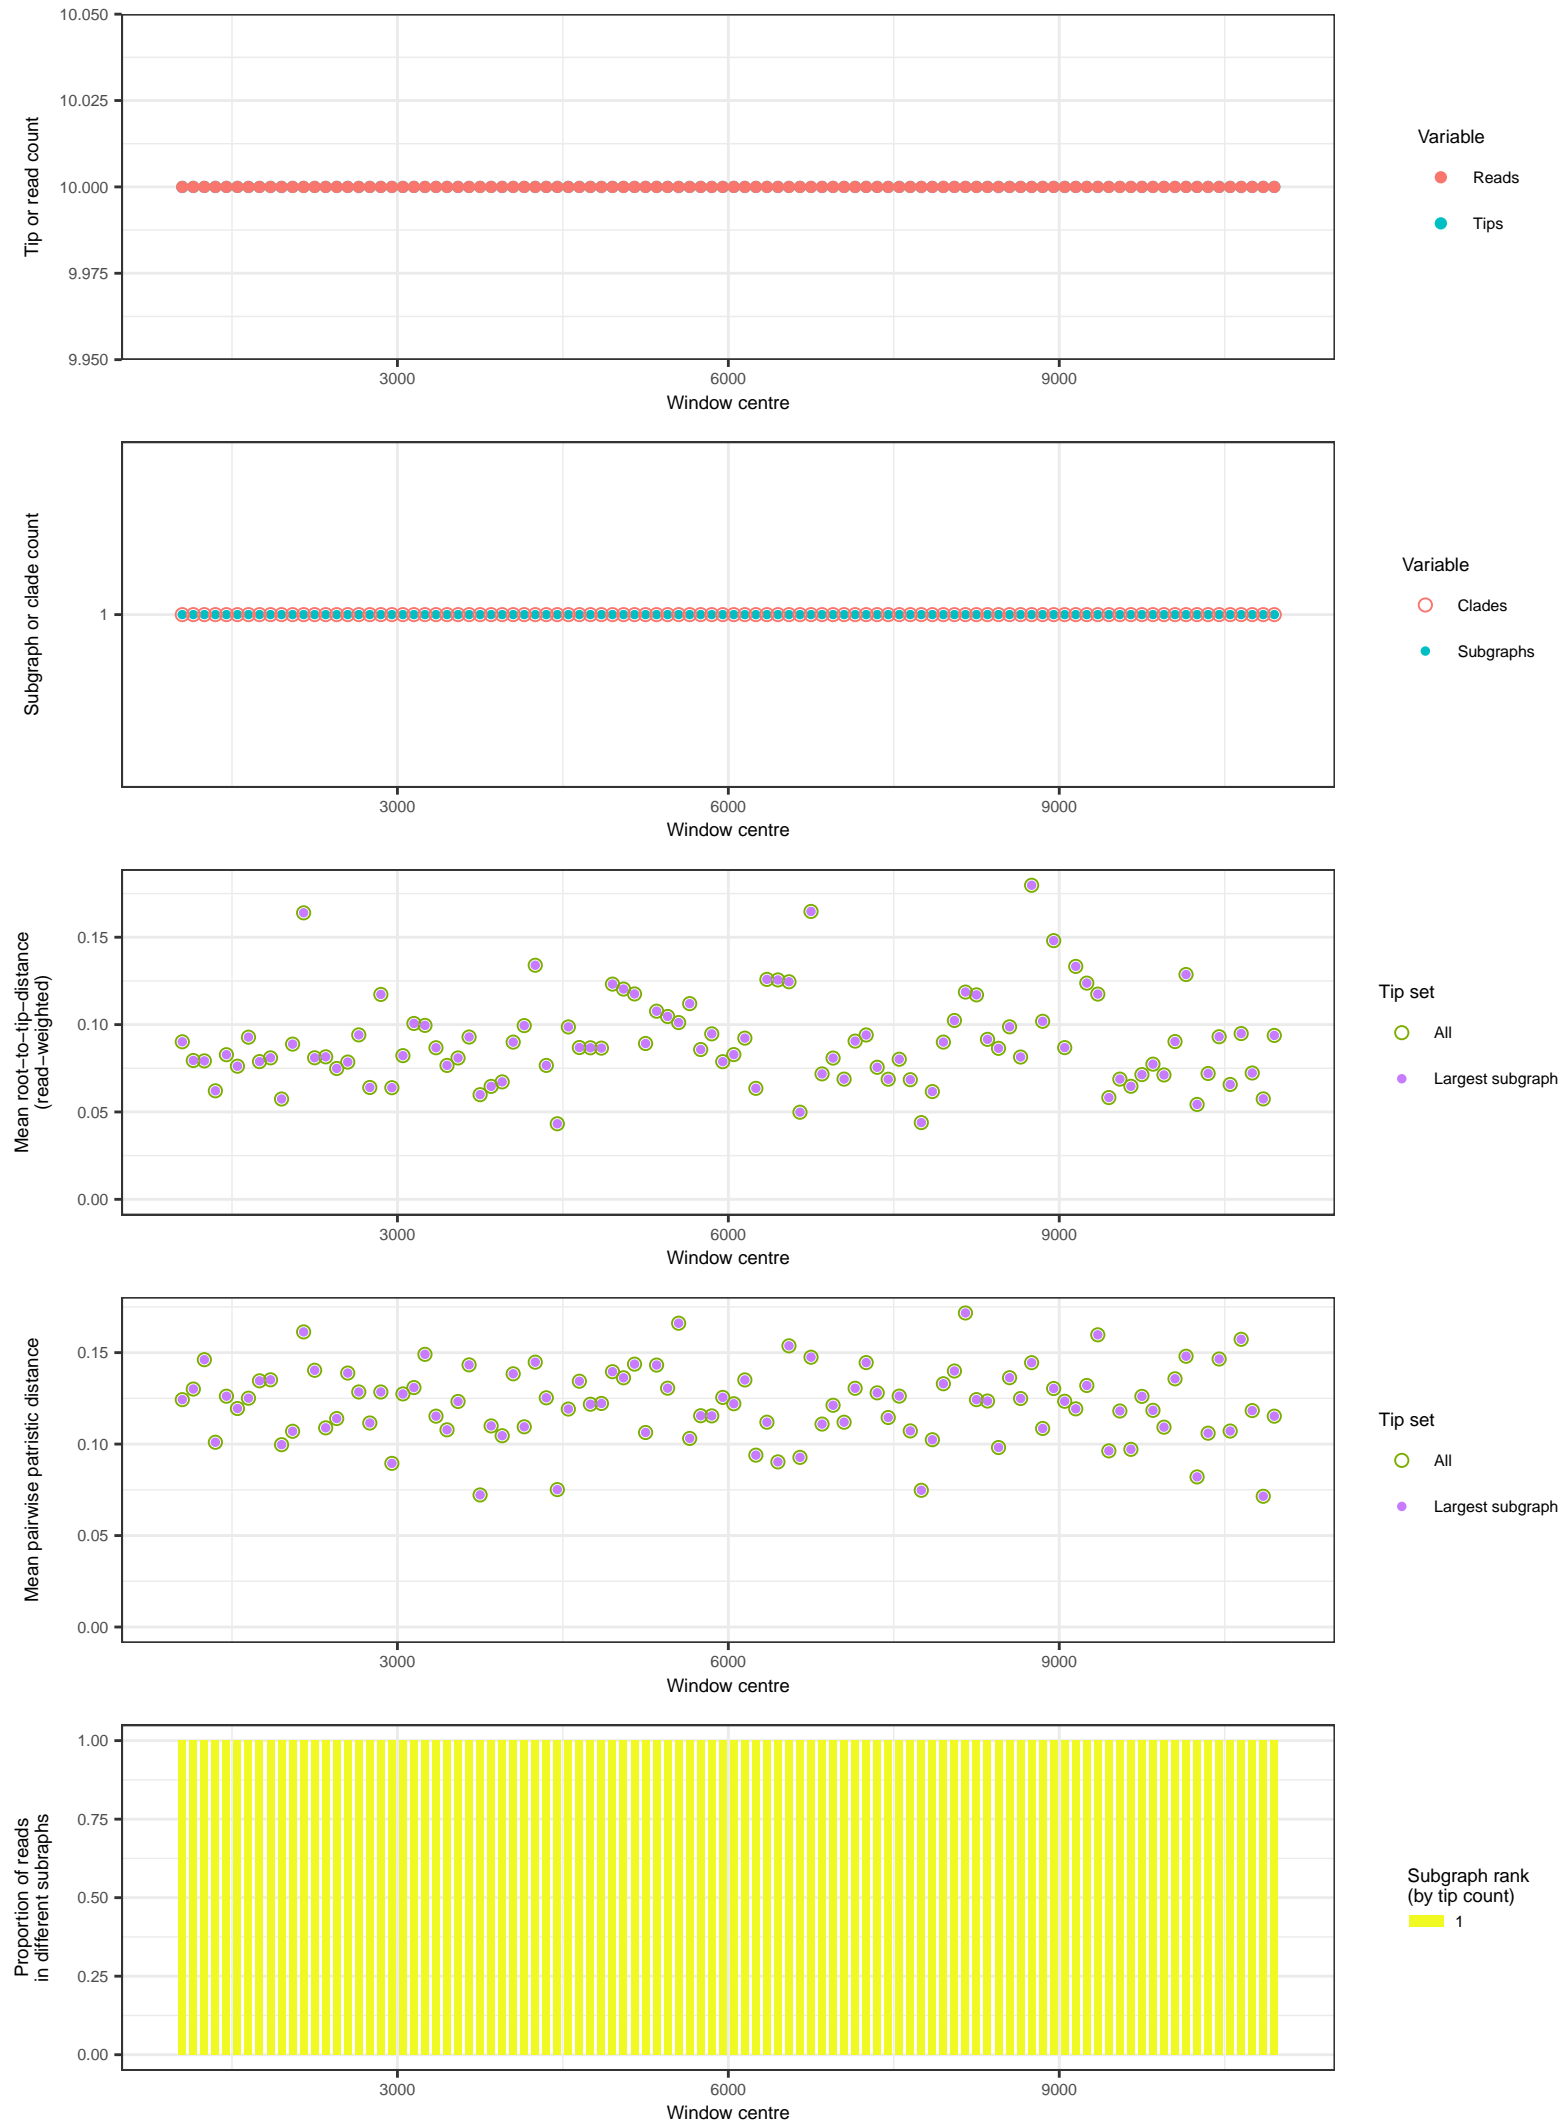 10.050
10.025
10.000
9.975
9.950
Tip or read count
3000
6000
9000
Window centre
Variable
Reads
Tips
1
Subgraph or clade count
3000
6000
9000
Window centre
Variable
Clades
Subgraphs
0.15
0.10
0.05
0.00
Mean root−to−tip−distance
(read−weighted)
3000
6000
9000
Window centre
Tip set
All
Largest subgraph
0.15
0.10
0.05
0.00
Mean pairwise patristic distance
3000
6000
9000
Window centre
Tip set
All
Largest subgraph
1.00
0.75
0.50
0.25
0.00
Proportion of reads
in different subraphs
3000
6000
9000
Window centre
Subgraph rank
(by tip count)
1